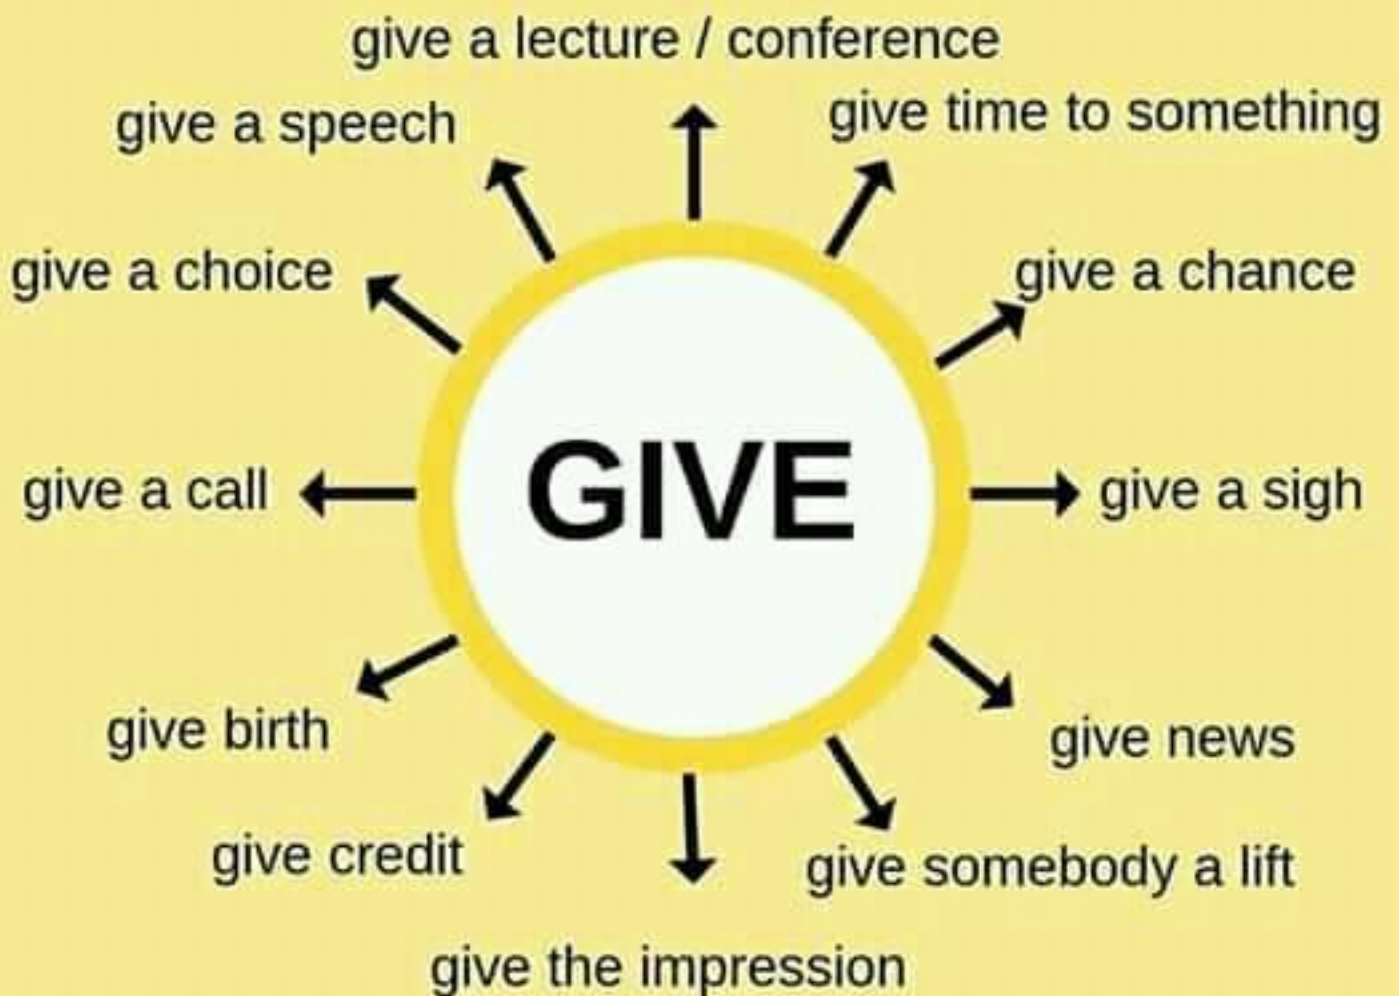 give a lecture / conference
give a speech
give time to something
give a choice
give a chance
GIVE
give a call
give a sigh
give birth
give news
give credit
give somebody a lift
give the impression